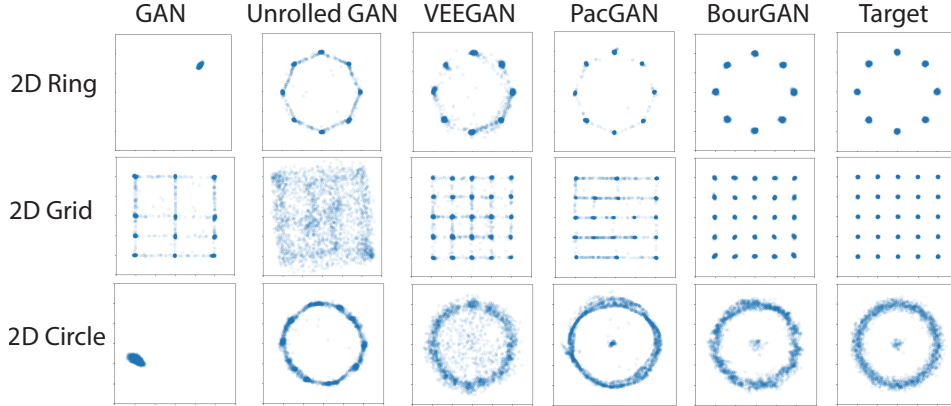 GAN Unrolled GAN VEEGAN PacGAN BourGAN Target
2D Ring
2D Grid
2D Circle